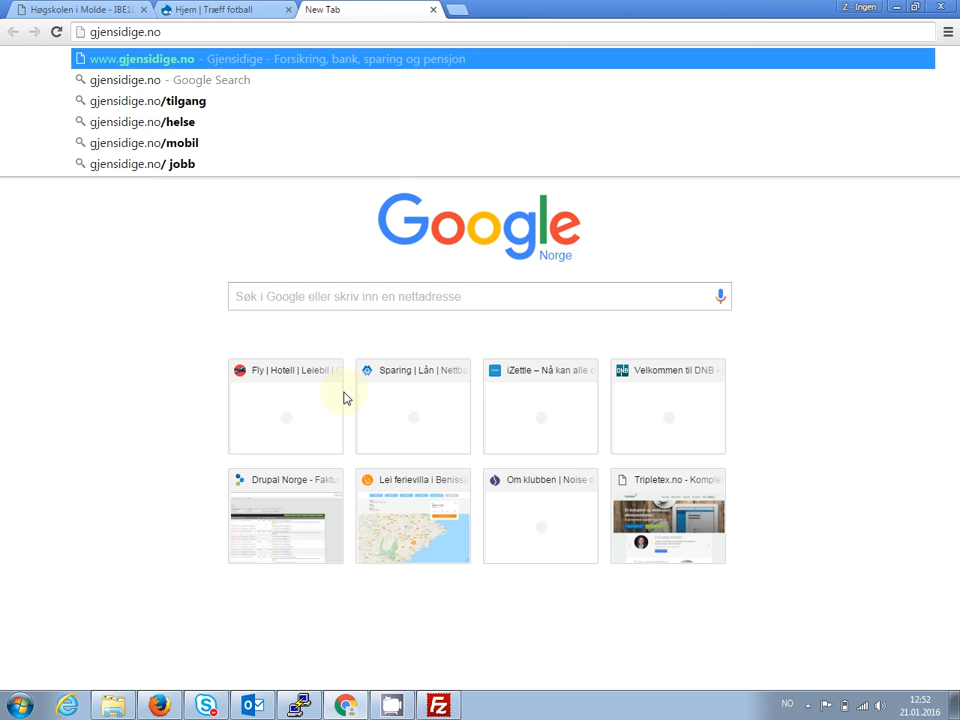 Høgskolen i Molde - IBE1
Hjem | Træff fotball
New Tab
Z - Ingen
gjensidige.no
www.gjensidige.no - Gjensidige - Forsikring, bank, sparing og pensjon
gjensidige.no - Google Search
gjensidige.no/tilgang
gjensidige.no/helse
gjensidige.no/mobil
gjensidige.no/ jobb
Google
Norge
Søk i Google eller skriv inn en nettadresse
Fly | Hotell | Leiebil |
Sparing | Lån | Nettba
iZettle – Nå kan alle
DNB Velkommen til DNB -
Drupal Norge - Faktu
Lei ferievilla i Beniss
Om klubben | Noise d
Tripletex.no - Komple
NO
12:52
21.01.2016